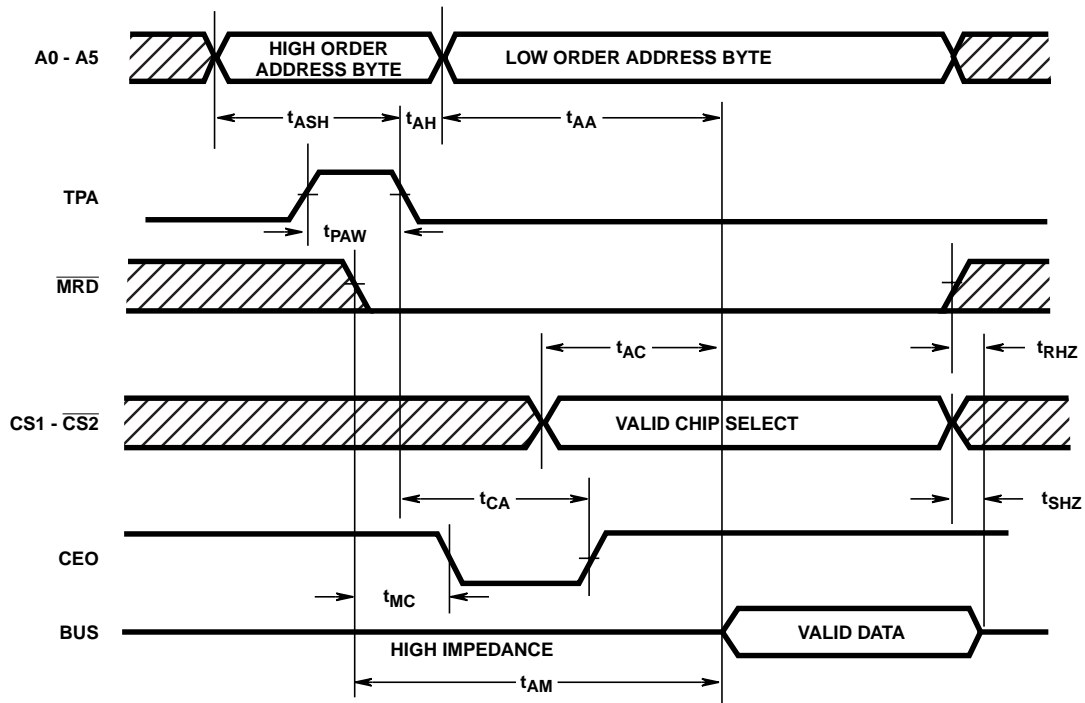 A0 - A5
HIGH ORDER
ADDRESS BYTE
LOW ORDER ADDRESS BYTE
tASH
tAH
tAA
TPA
tPAW
MRD
tAC
tRHZ
CS1 - CS2
VALID CHIP SELECT
tCA
tSHZ
CEO
tMC
BUS
VALID DATA
HIGH IMPEDANCE
tAM